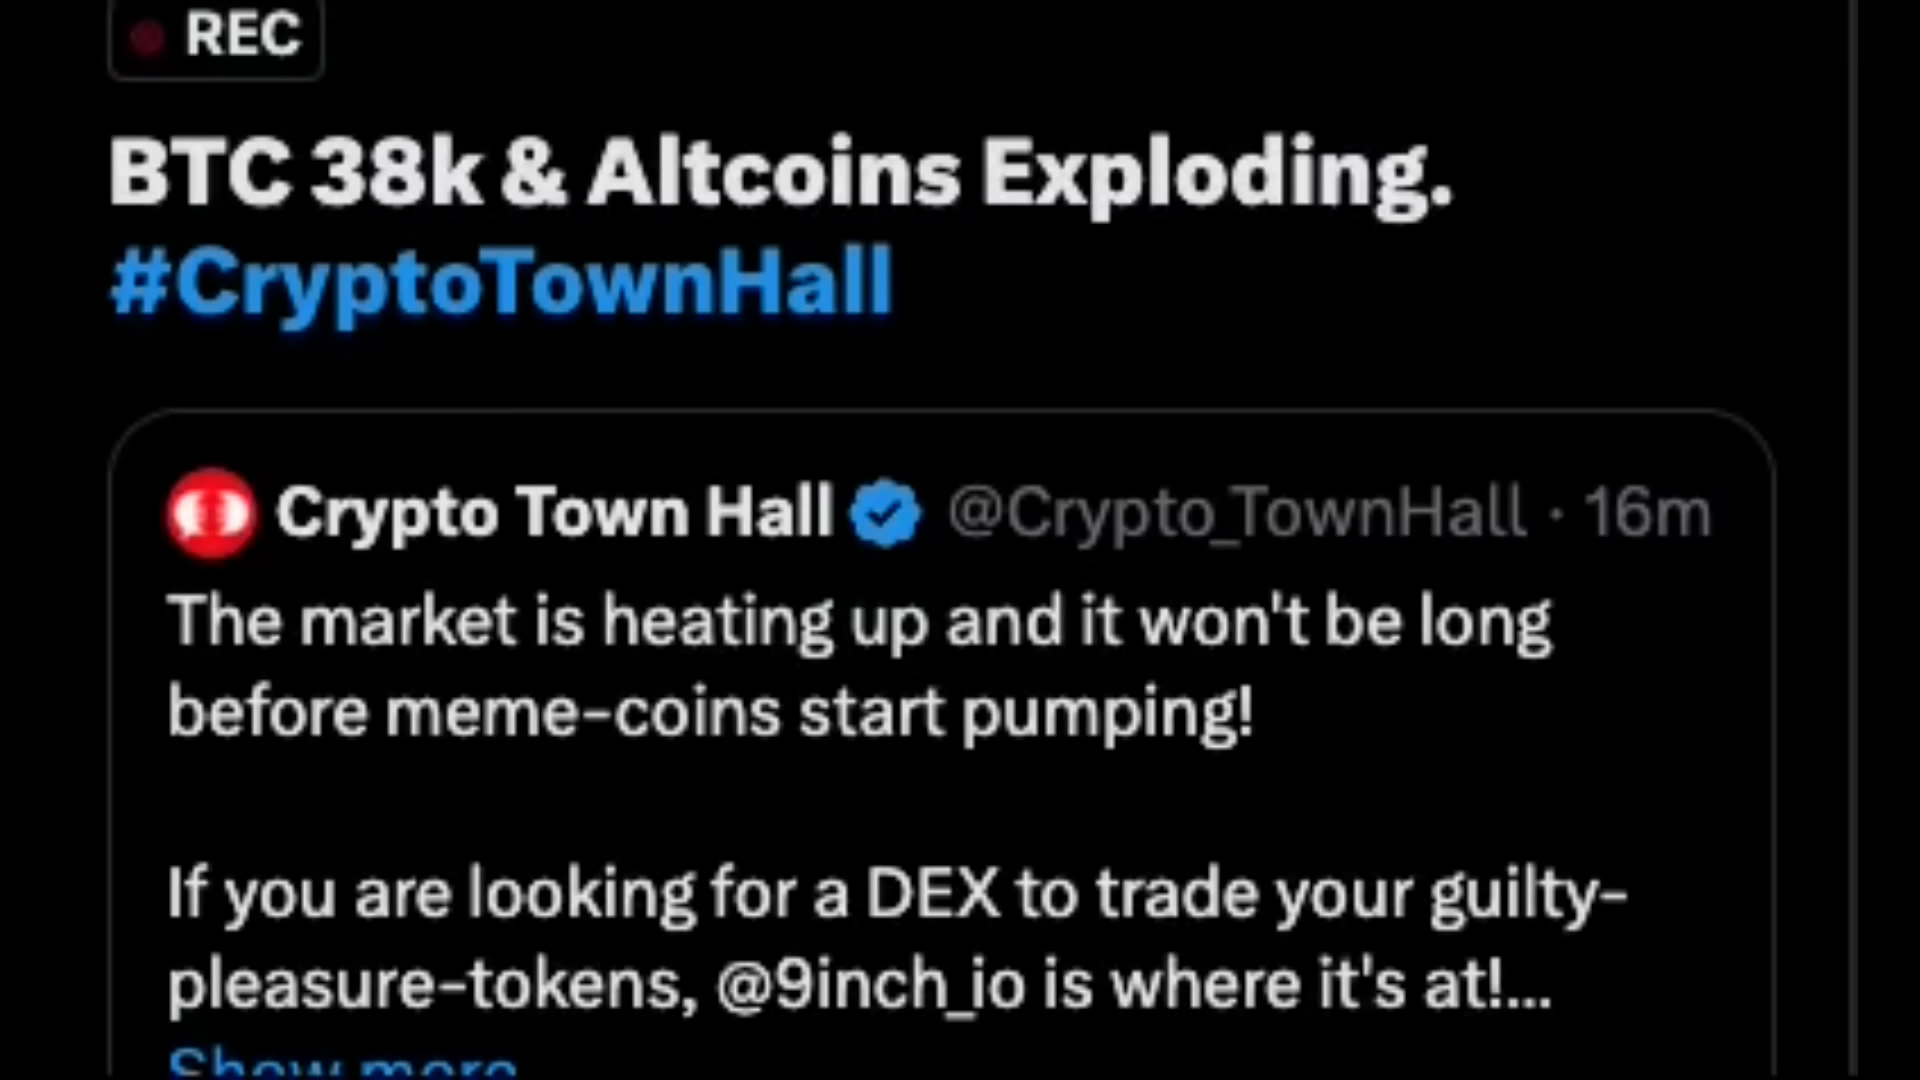 REC
BTC 38k & Altcoins Exploding.
#CryptoTownHall
Crypto Town Hall @Crypto_TownHall · 16m
The market is heating up and it won't be long
before meme-coins start pumping!
If you are looking for a DEX to trade your guilty-
pleasure-tokens, @9inch_io is where it's at!...
Show more